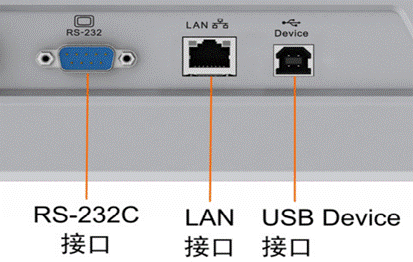 RS-232
LAN
Device
RS-232C
接口
LAN
接口
USB Device
接口